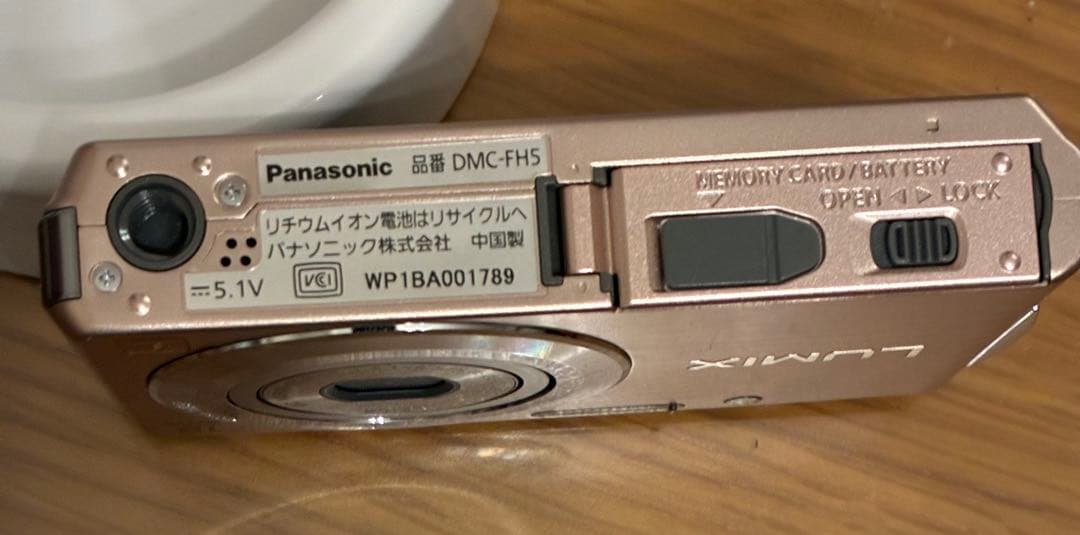 Panasonic 品番 DMC-FH5
リチウムイオン電池はリサイクルへ
パナソニック株式会社 中国製
⎓5.1V VCI WP1BA001789
MEMORY CARD/BATTERY
OPEN ◁ ▷ LOCK
LUMIX